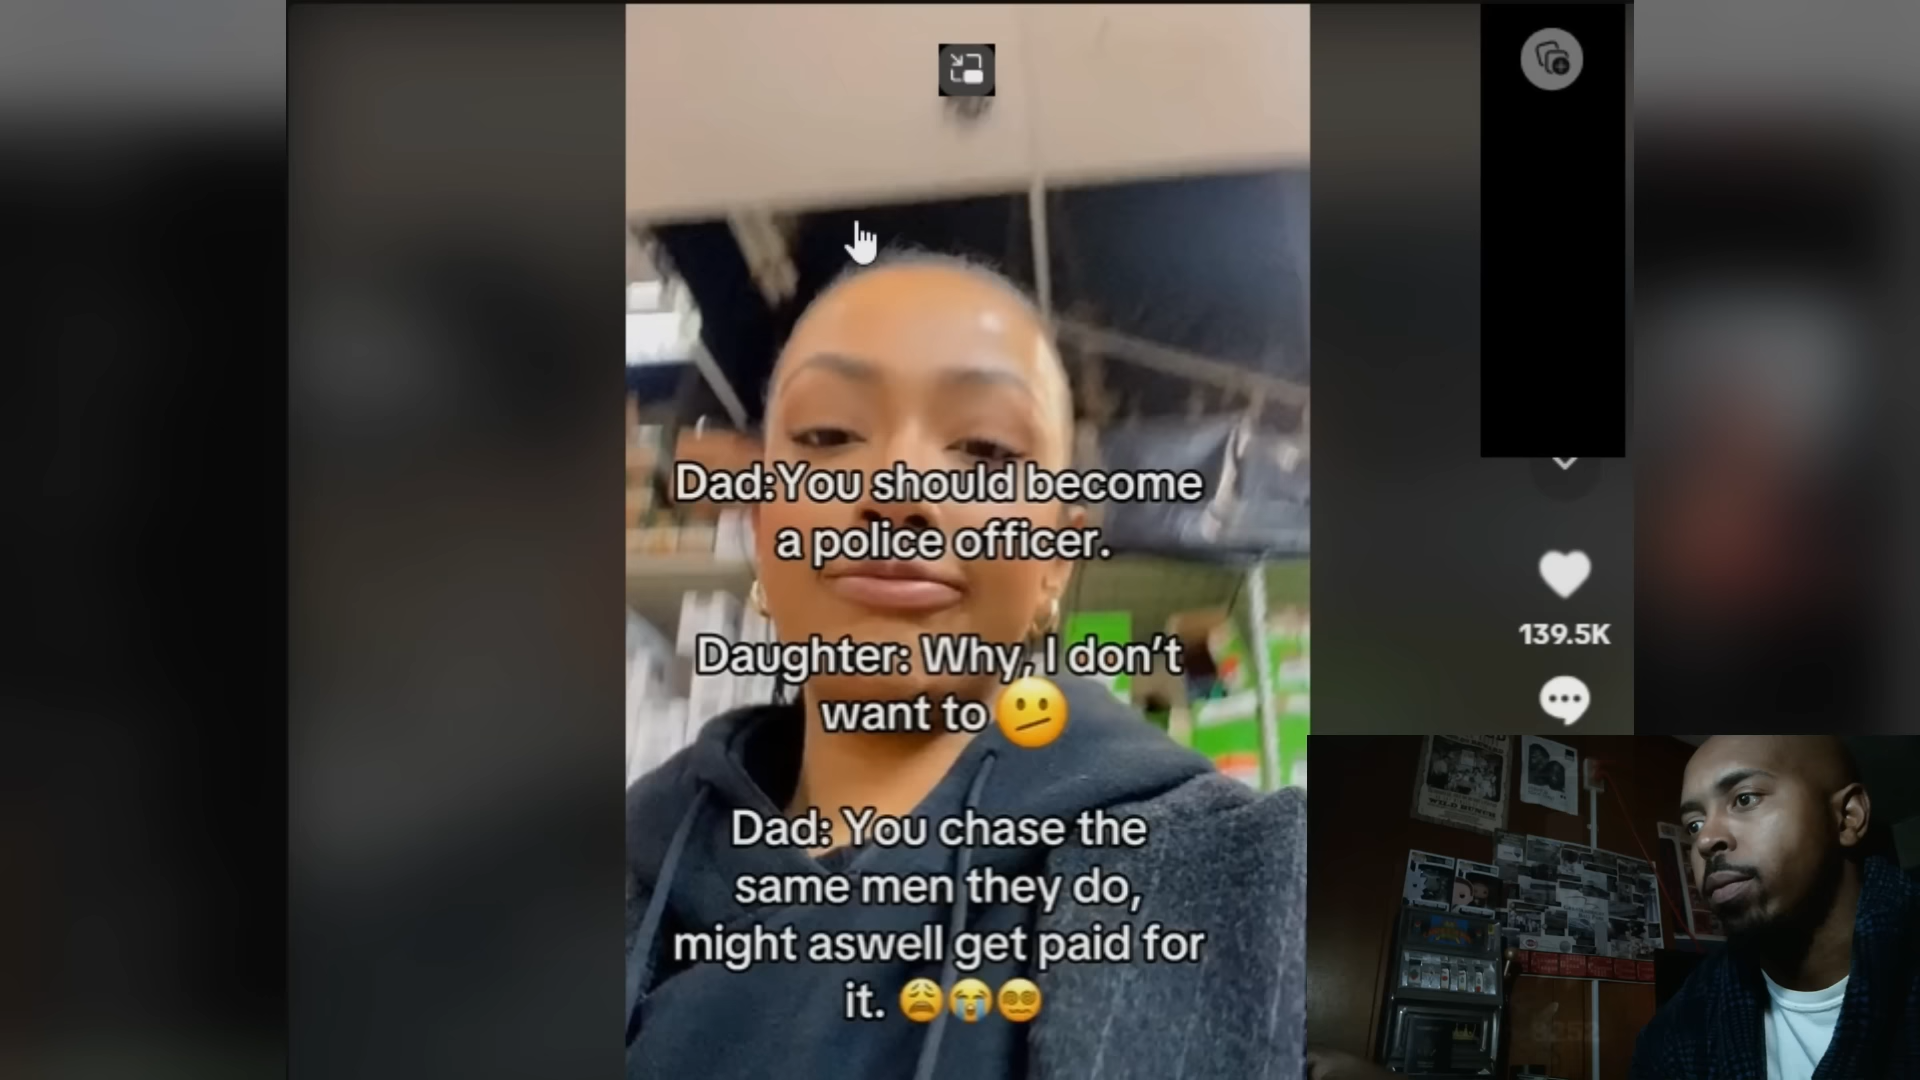 Dad:You should become
a police officer.
Daughter: Why, I don't
want to 🫤
Dad: You chase the
same men they do,
might aswell get paid for
it. 😩😭😵‍💫
139.5K